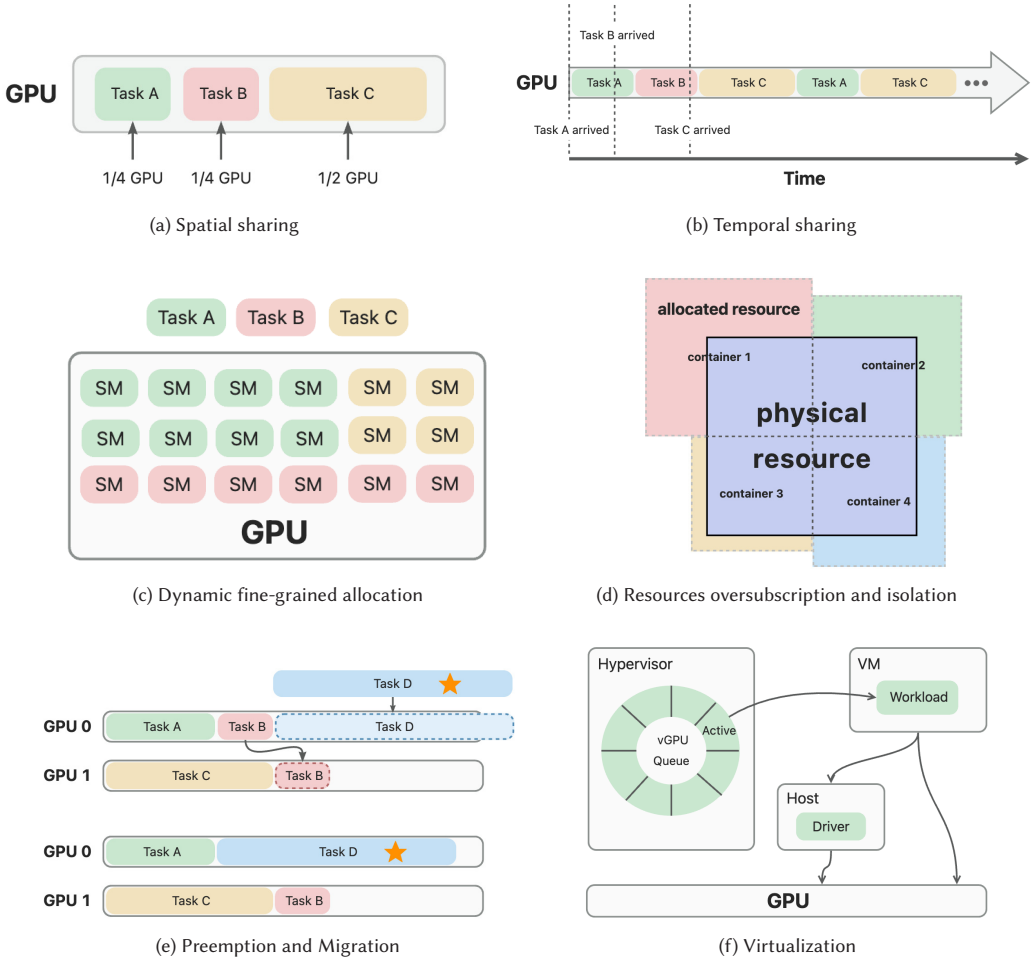 GPU
Task A
Task B
Task C
1/4 GPU
1/4 GPU
1/2 GPU
(a) Spatial sharing
Task B arrived
GPU
Task A
Task B
Task C
Task A
Task C
Task A arrived
Task C arrived
Time
(b) Temporal sharing
Task A
Task B
Task C
SM SM SM SM SM SM
SM SM SM SM SM SM
SM SM SM SM SM SM
GPU
(c) Dynamic fine-grained allocation
allocated resource
container 1
container 2
physical
resource
container 3
container 4
(d) Resources oversubscription and isolation
Task D
GPU 0
Task A
Task B
Task D
GPU 1
Task C
Task B
GPU 0
Task A
Task D
GPU 1
Task C
Task B
(e) Preemption and Migration
Hypervisor
Active
vGPU
Queue
VM
Workload
Host
Driver
GPU
(f) Virtualization